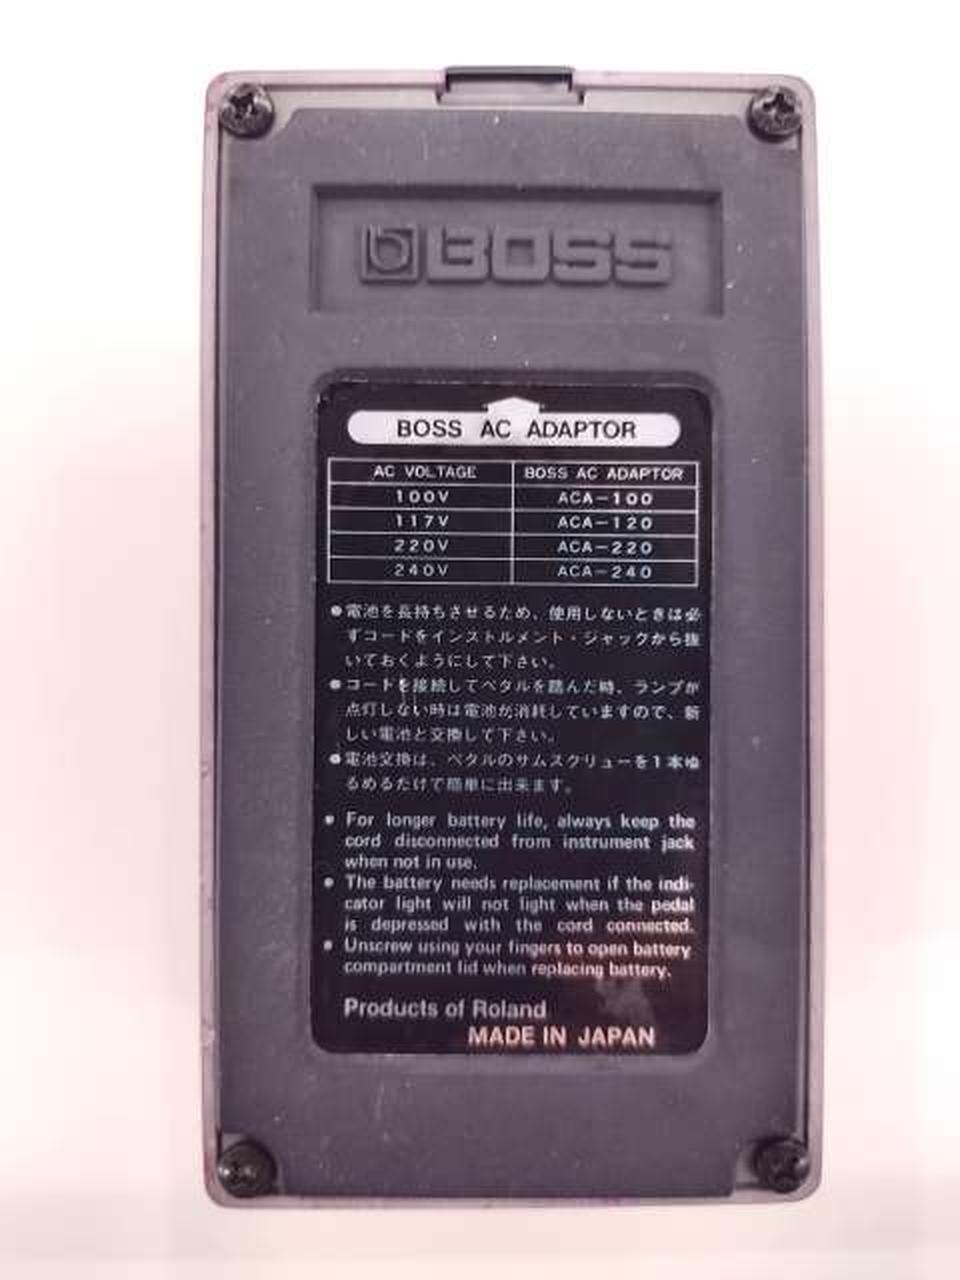 BOSS
BOSS AC ADAPTOR
AC VOLTAGE BOSS AC ADAPTOR
100V ACA-100
117V ACA-120
220V ACA-220
240V ACA-240
●電池を長持ちさせるため、使用しないときは必
ずコードをインストルメント・ジャックから抜
いておくようにして下さい。
●コードを接続してペダルを踏んだ時、ランプが
点灯しない時は電池が消耗していますので、新
しい電池と交換して下さい。
●電池交換は、ペダルのサムスクリューを1本ゆ
るめるだけで簡単に出来ます。
● For longer battery life, always keep the
cord disconnected from instrument jack
when not in use.
● The battery needs replacement if the indi-
cator light will not light when the pedal
is depressed with the cord connected.
● Unscrew using your fingers to open battery
compartment lid when replacing battery.
Products of Roland
MADE IN JAPAN